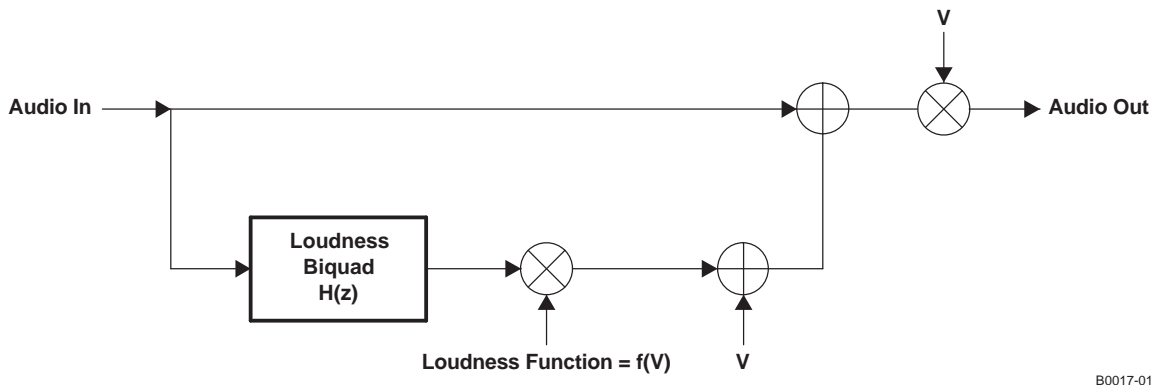 V
Audio In
Audio Out
Loudness
Biquad
H(z)
Loudness Function = f(V)
V
B0017-01